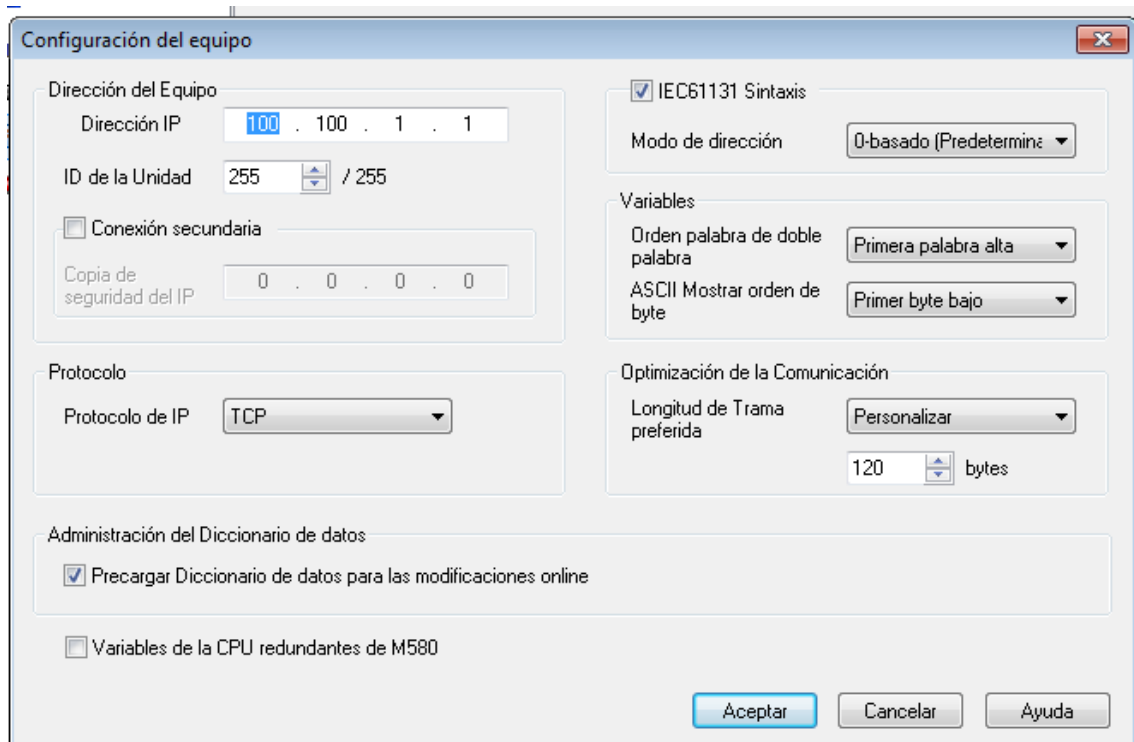 Configuración del equipo
Dirección del Equipo
Dirección IP 100 . 100 . 1 . 1
ID de la Unidad 255 / 255
Conexión secundaria
Copia de
seguridad del IP 0 . 0 . 0 . 0
Protocolo
Protocolo de IP TCP
IEC61131 Sintaxis
Modo de dirección 0-basado (Predetermina
Variables
Orden palabra de doble
palabra Primera palabra alta
ASCII Mostrar orden de
byte Primer byte bajo
Optimización de la Comunicación
Longitud de Trama
preferida Personalizar
120 bytes
Administración del Diccionario de datos
Precargar Diccionario de datos para las modificaciones online
Variables de la CPU redundantes de M580
Aceptar Cancelar Ayuda